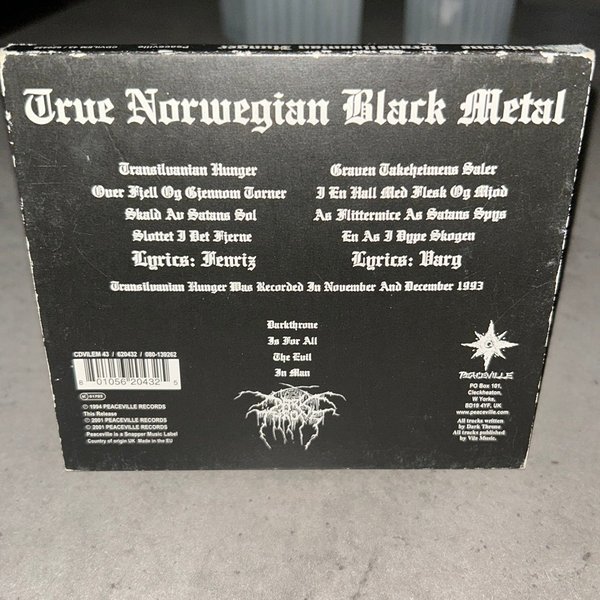 Peaceville
Transilvanian Hunger
Darkthrone
True Norwegian Black Metal
Transilvanian Hunger
Over Fjell Og Gjennom Torner
Skald Av Satans Sol
Slottet I Det Fjerne
Lyrics: Fenriz
Graven Takeheimens Saler
I En Hall Med Flesk Og Mjød
As Flittermice As Satans Spys
En As I Dype Skogen
Lyrics: Varg
Transilvanian Hunger Was Recorded In November And December 1993
Darkthrone
Is For All
The Evil
In Man
DARK THRONE
CDVILEM 43 / 620432 / 080-139262
8 01056 20432 5
℗ 1994 PEACEVILLE RECORDS
This Release
℗ 2001 PEACEVILLE RECORDS
© 2001 PEACEVILLE RECORDS
Peaceville is a Snapper Music Label
Country of origin UK Made in the EU
PEACEVILLE
PO Box 101,
Cleckheaton,
W Yorks,
BD19 4YF, UK
www.peaceville.com
All tracks written
by Dark Throne
All tracks published
by Vile Music.